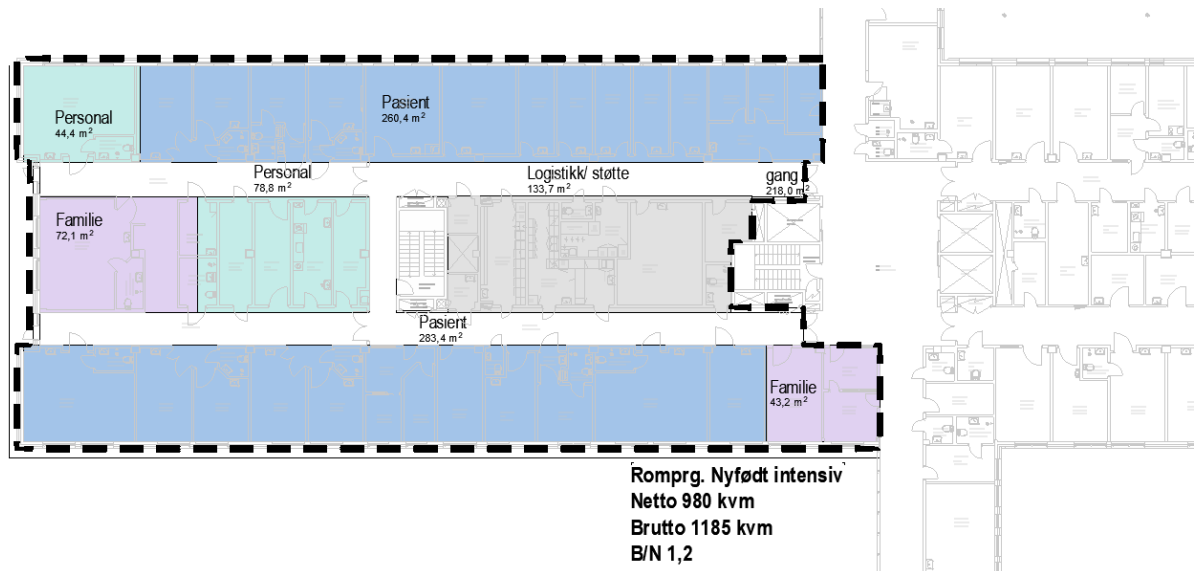 Personal
44,4 m²
Pasient
260,4 m²
Personal
78,8 m²
Logistikk/ støtte
133,7 m²
gang
218,0 m²
Familie
72,1 m²
Pasient
283,4 m²
Familie
43,2 m²
Romprg. Nyfødt intensiv
Netto 980 kvm
Brutto 1185 kvm
B/N 1,2